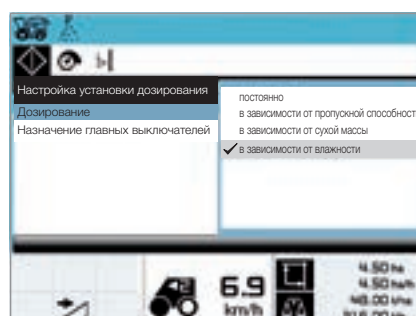 Настройка установки дозирования
Дозирование
Назначение главных выключателей
постоянно
в зависимости от пропускной способност
в зависимости от сухой массы
в зависимости от влажности
6.9
km/h
4.50 ha
4.50 ha/h
48.00 t/ha